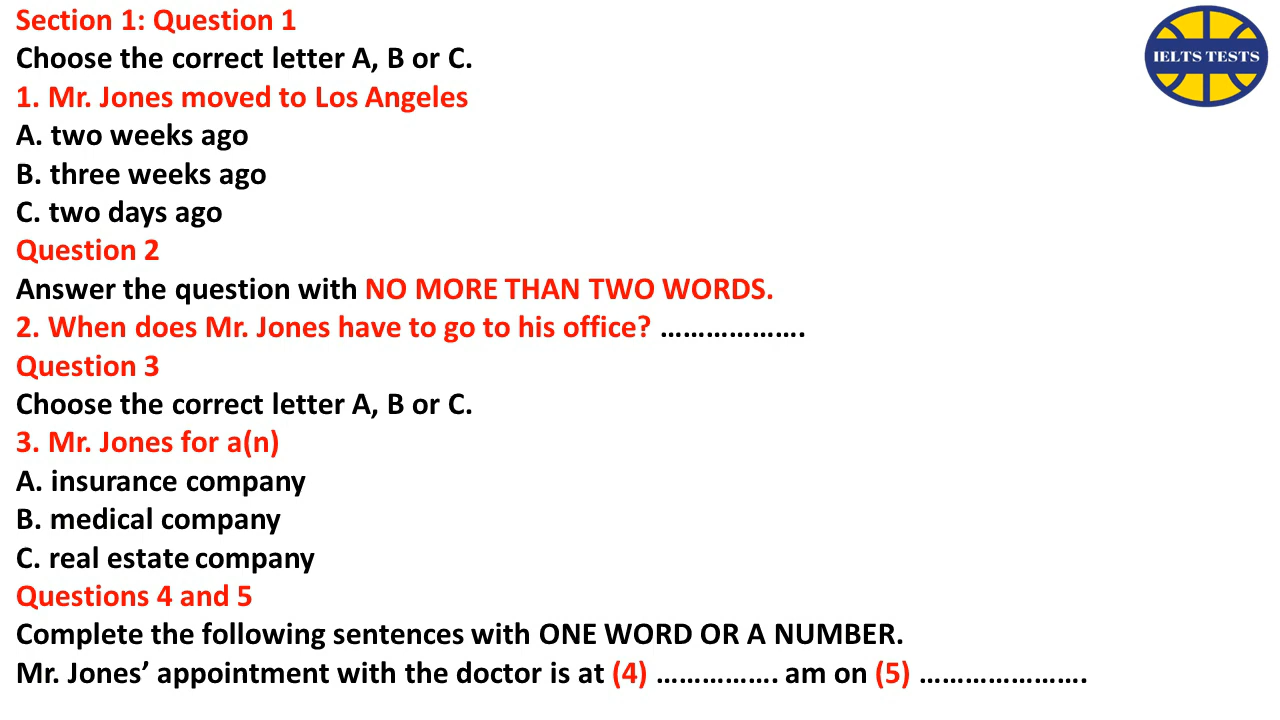 Section 1: Question 1
IELTS TESTS
Choose the correct letter A, B or C.
1. Mr. Jones moved to Los Angeles
A. two weeks ago
B. three weeks ago
C. two days ago
Question 2
Answer the question with NO MORE THAN TWO WORDS.
2. When does Mr. Jones have to go to his office? ……………….
Question 3
Choose the correct letter A, B or C.
3. Mr. Jones for a(n)
A. insurance company
B. medical company
C. real estate company
Questions 4 and 5
Complete the following sentences with ONE WORD OR A NUMBER.
Mr. Jones’ appointment with the doctor is at (4) ……………. am on (5) ………………….